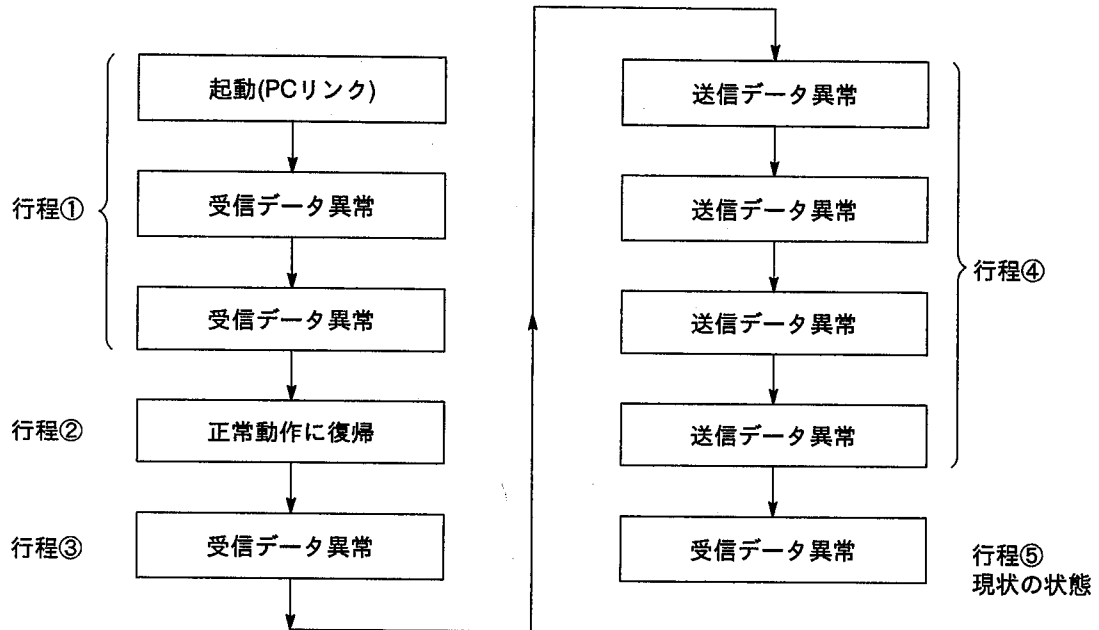 起動(PCリンク)
行程①
受信データ異常
受信データ異常
行程②
正常動作に復帰
行程③
受信データ異常
送信データ異常
送信データ異常
送信データ異常
送信データ異常
行程④
受信データ異常
行程⑤
現状の状態